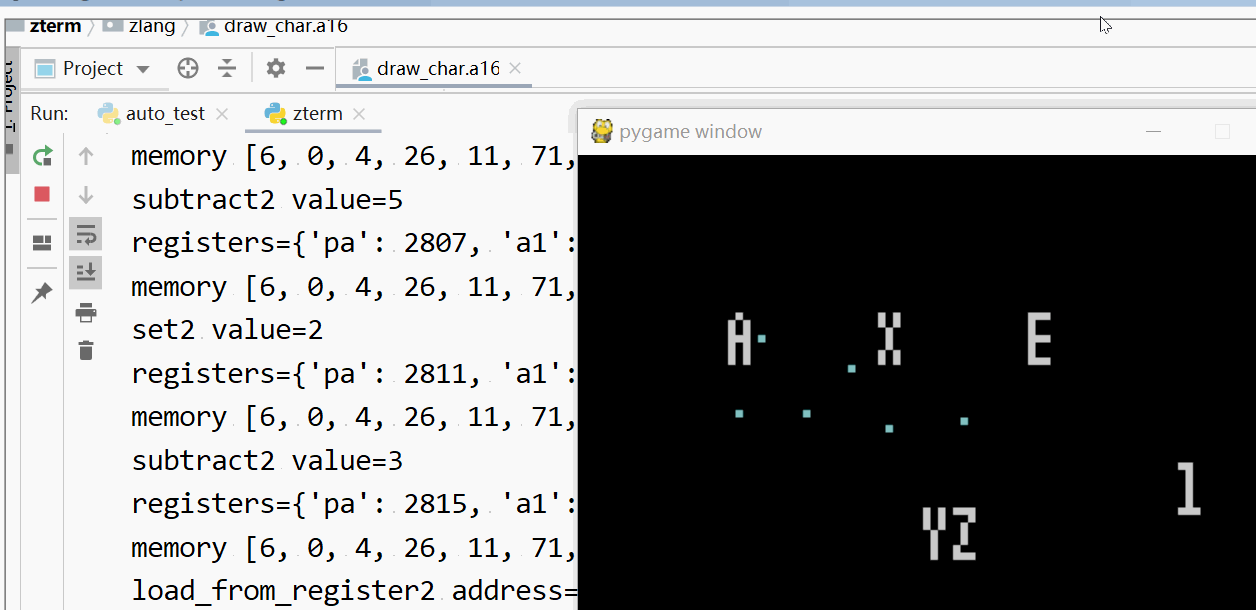 zterm zlang draw_char.a16
Project
Project draw_char.a16
Run: auto_test zterm
pygame window
memory [6, 0, 4, 26, 11, 71,
subtract2 value=5
registers={'pa': 2807, 'a1':
memory [6, 0, 4, 26, 11, 71,
set2 value=2
registers={'pa': 2811, 'a1':
memory [6, 0, 4, 26, 11, 71,
subtract2 value=3
registers={'pa': 2815, 'a1':
memory [6, 0, 4, 26, 11, 71,
load_from_register2 address=
A X E
1
YZ